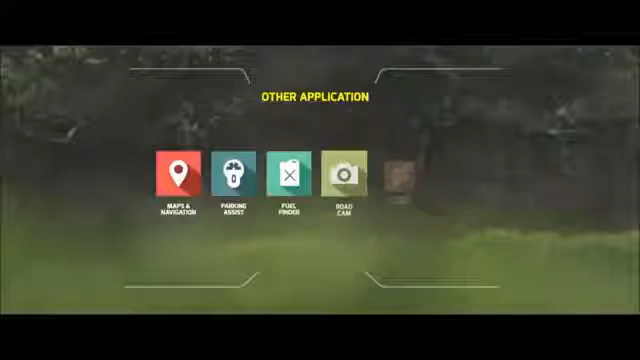 OTHER APPLICATION
MAPS &
NAVIGATION
PARKING
ASSIST
FUEL
FINDER
ROAD
CAM